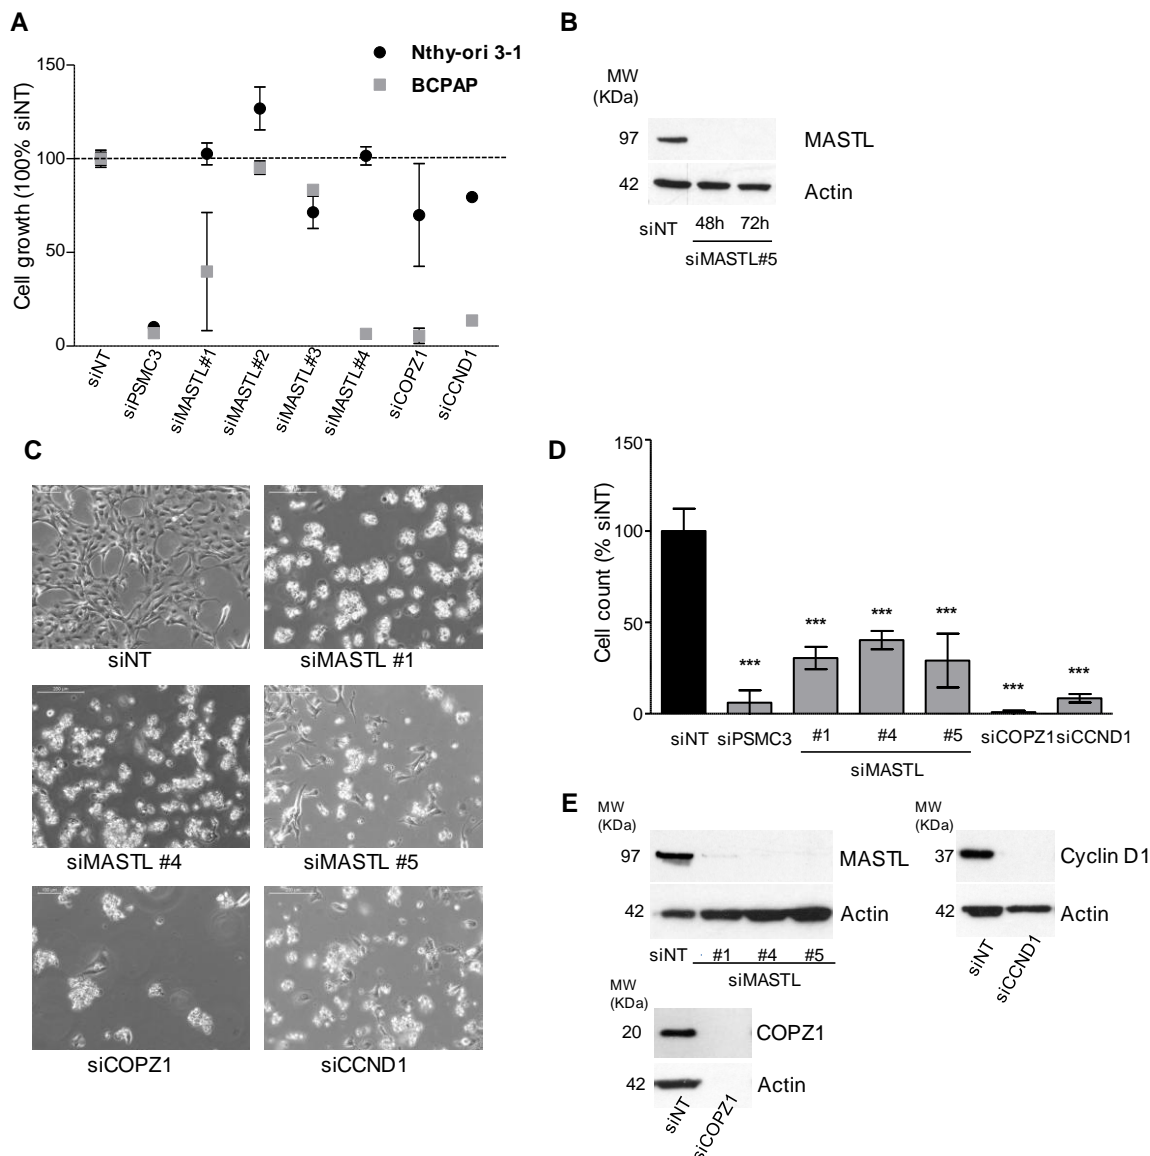 A
Nthy-ori 3-1
BCPAP
150
100
50
0
Cell growth (100% siNT)
siNT
siPSMC3
siMASTL#1
siMASTL#2
siMASTL#3
siMASTL#4
siCOPZ1
siCCND1
B
MW
(KDa)
97
MASTL
42
Actin
siNT
48h 72h
siMASTL#5
C
siNT
siMASTL #1
siMASTL #4
siMASTL #5
siCOPZ1
siCCND1
D
150
100
50
0
Cell count (% siNT)
***
***
***
***
***
***
siNT siPSMC3 #1 #4 #5 siCOPZ1 siCCND1
siMASTL
E
MW
(KDa)
97
MASTL
42
Actin
siNT #1 #4 #5
siMASTL
MW
(KDa)
37
Cyclin D1
42
Actin
siNT
siCCND1
MW
(KDa)
20
COPZ1
42
Actin
siNT
siCOPZ1